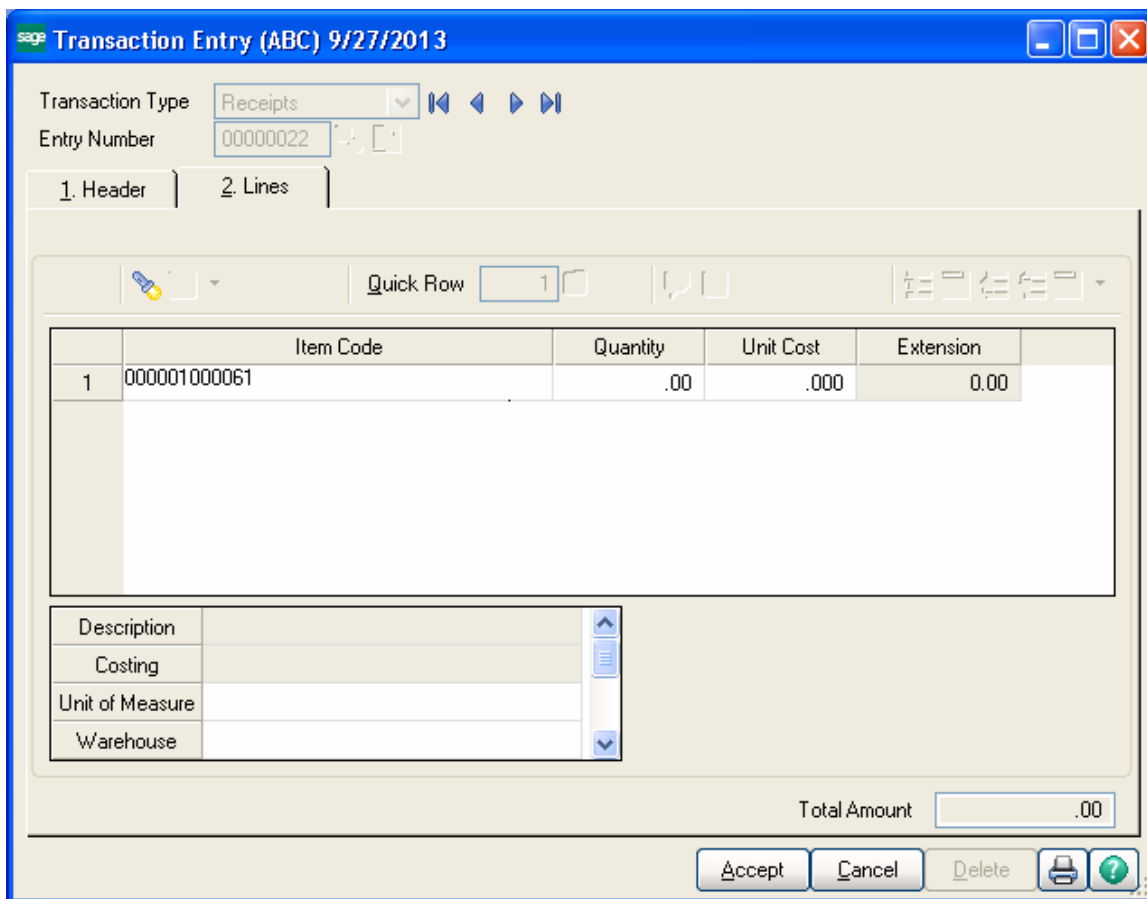 sage Transaction Entry (ABC) 9/27/2013
Transaction Type Receipts
Entry Number 00000022
1. Header 2. Lines
Quick Row 1
Item Code Quantity Unit Cost Extension
1 000001000061 .00 .000 0.00
Description
Costing
Unit of Measure
Warehouse
Total Amount .00
Accept Cancel Delete ?